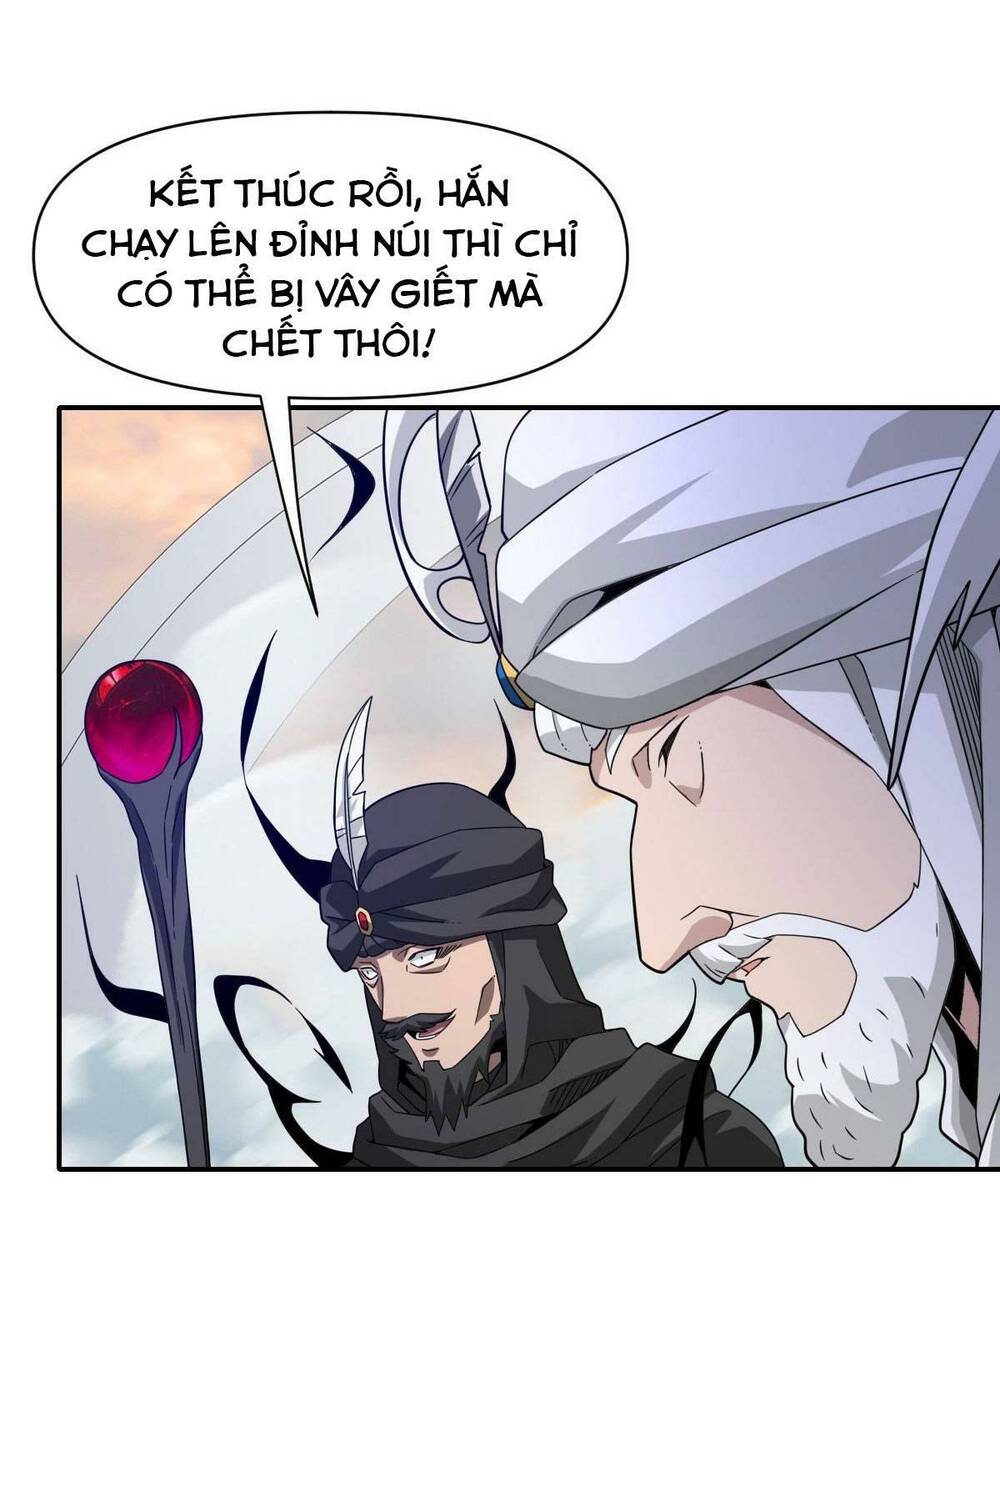 KẾT THÚC RỒI, HẮN
CHẠY LÊN ĐỈNH NÚI THÌ CHỈ
CÓ THỂ BỊ VÂY GIẾT MÀ
CHẾT THÔI!